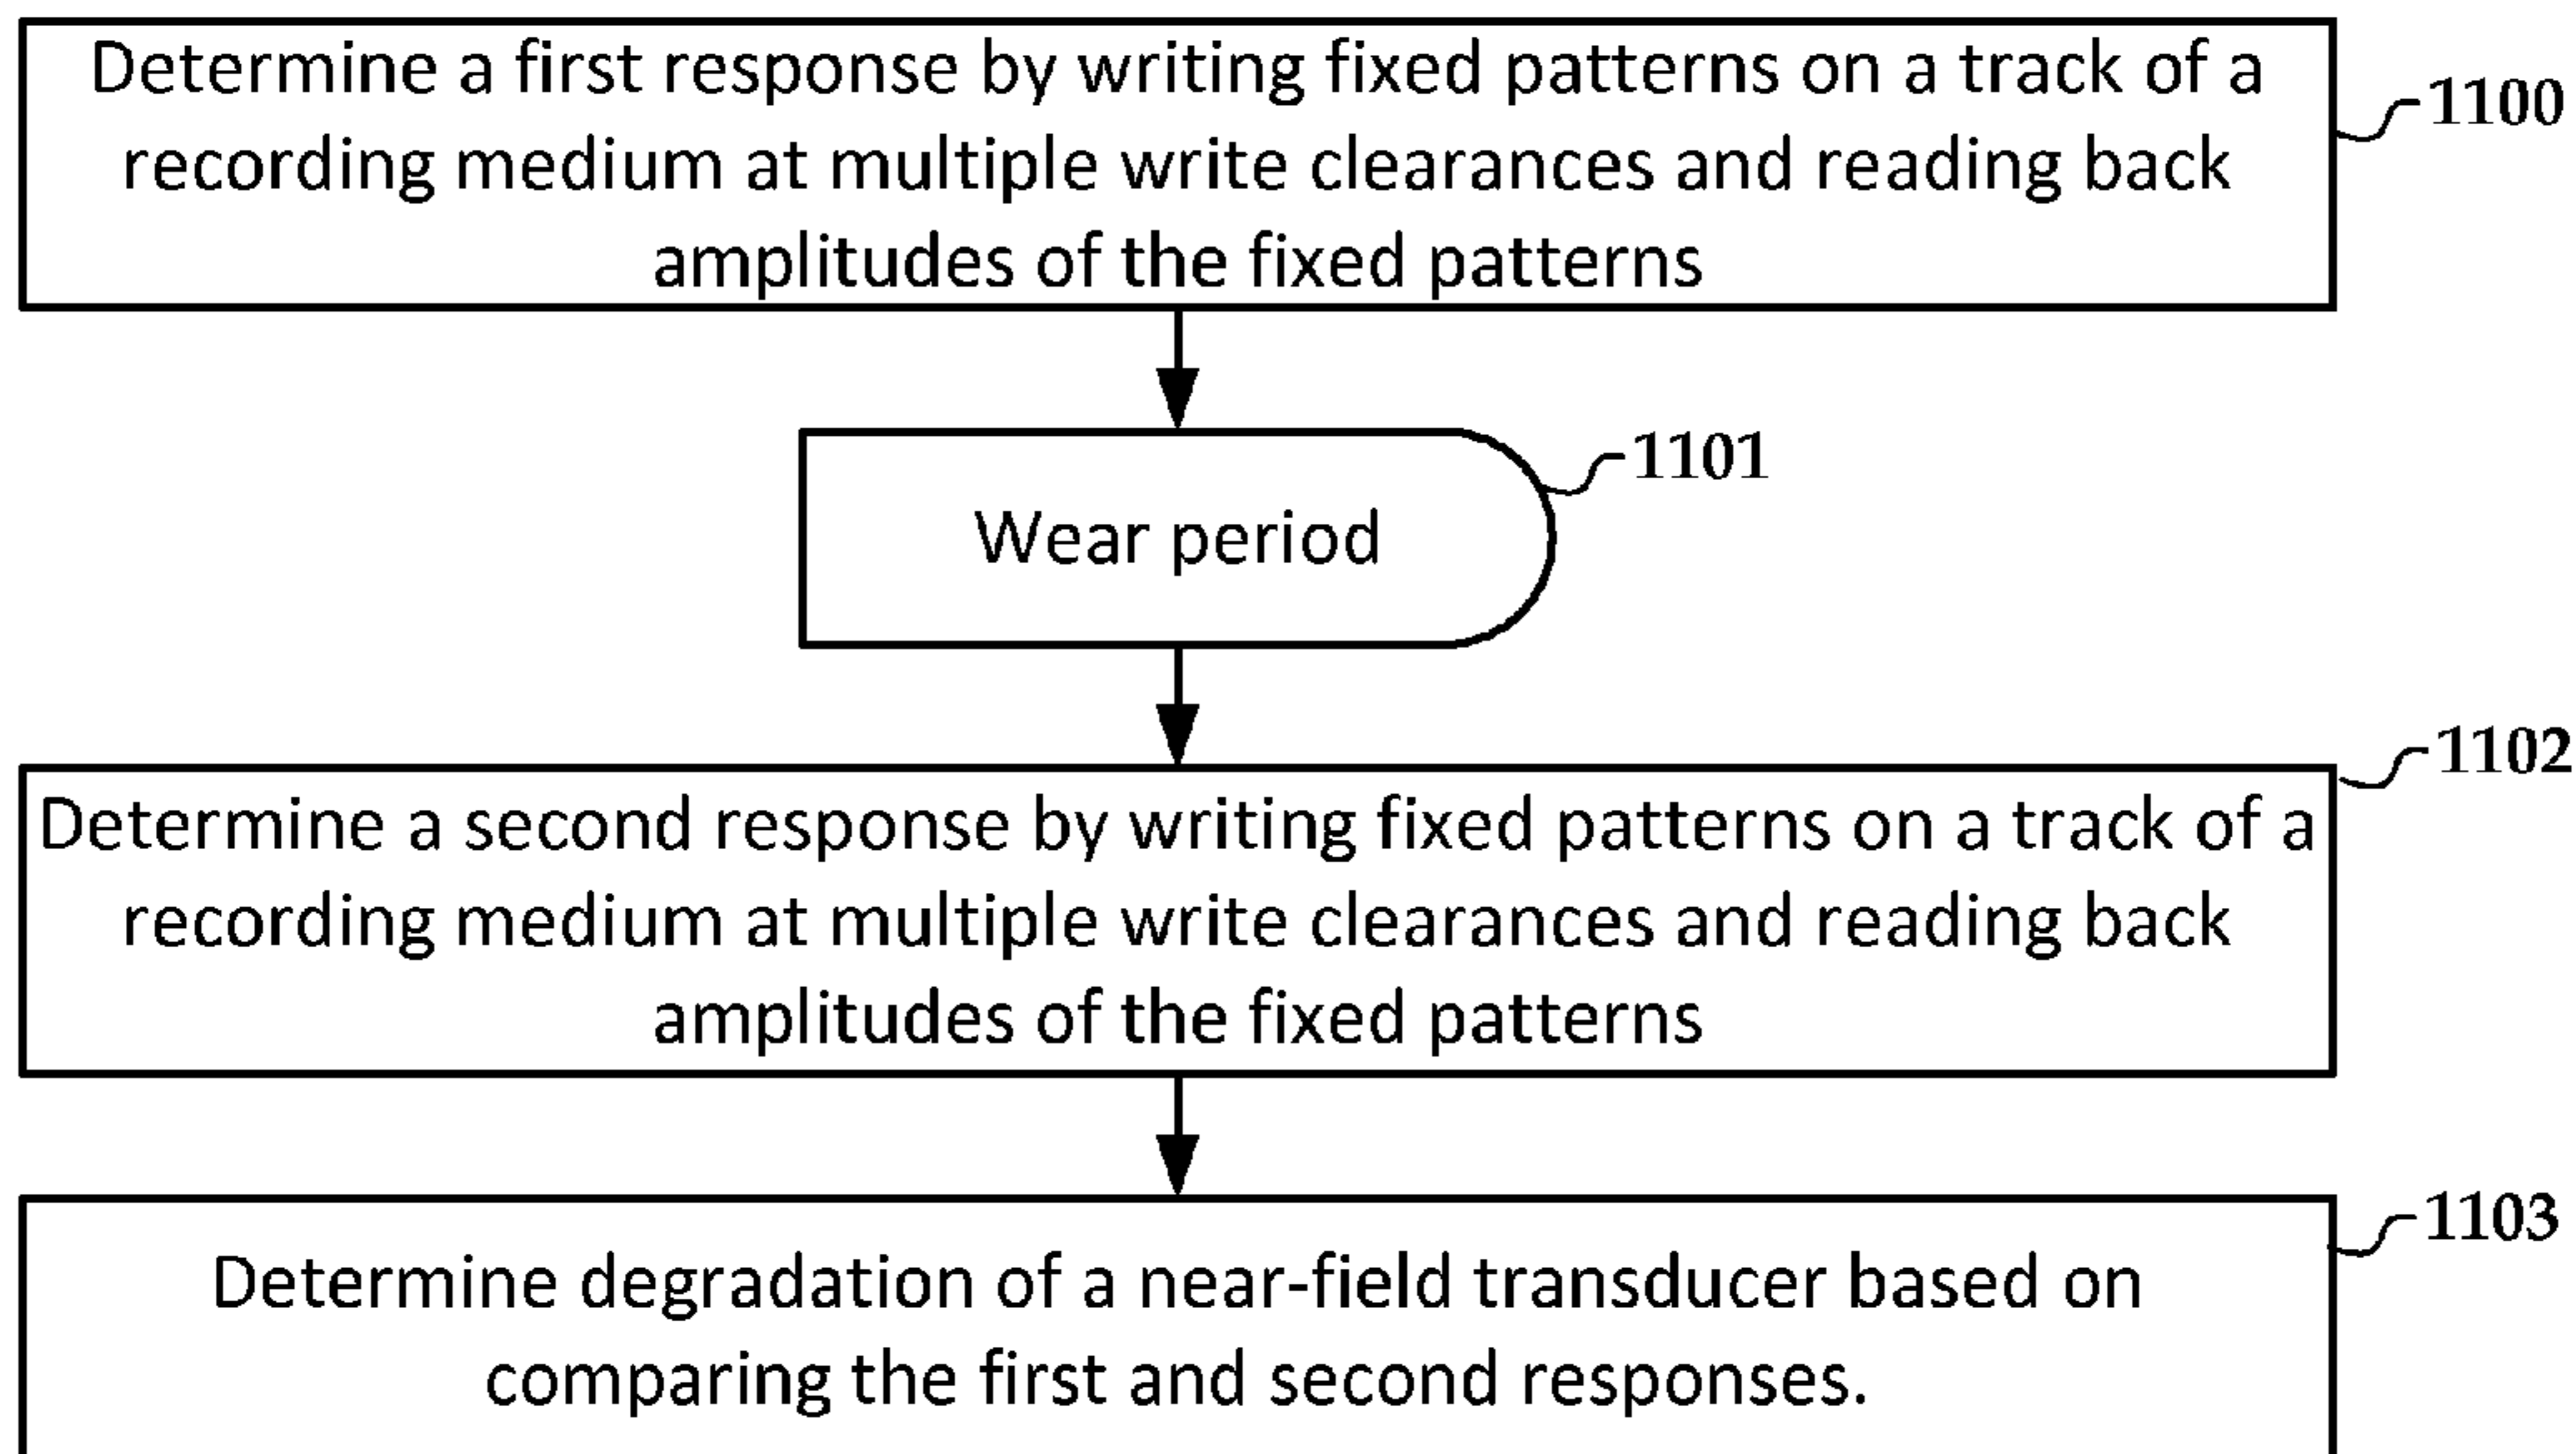 Determine a first response by writing fixed patterns on a track of a
recording medium at multiple write clearances and reading back
amplitudes of the fixed patterns
1100
Wear period
1101
Determine a second response by writing fixed patterns on a track of a
recording medium at multiple write clearances and reading back
amplitudes of the fixed patterns
1102
Determine degradation of a near-field transducer based on
comparing the first and second responses.
1103